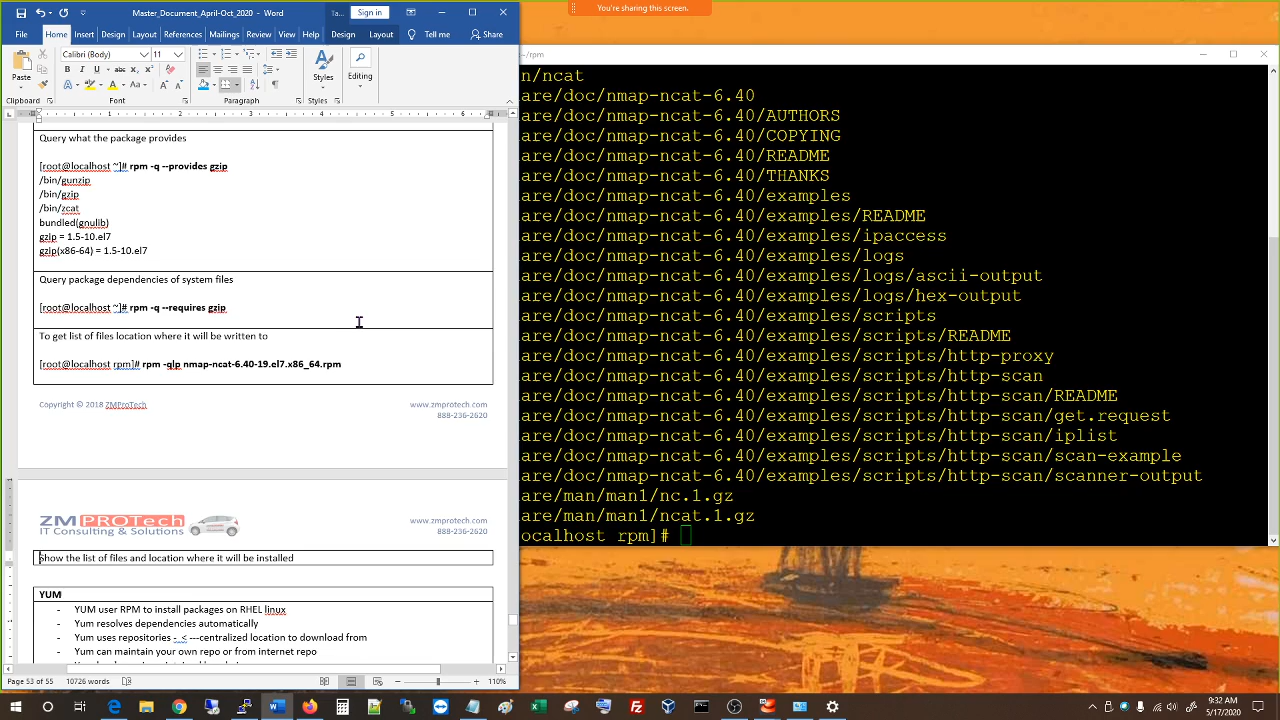 You're sharing this screen.
Master_Document_April-Oct_2020 -
Ta...
Sign in
File
Home
Insert
Design
Layout
References
Mailings
Review
View
Help
Design
Layout
Tell me
Share
Paste
Calibri (Body)
11
Styles
Editing
Clipboard
Font
Paragraph
Styles
Query what the package provides
[root@localhost ~]# rpm -q --provides gzip
/bin/gunzip
/bin/gzip
/bin/zcat
bundled(gnulib)
gzip = 1.5-10.el7
gzip(x86-64) = 1.5-10.el7
Query package dependencies of system files
[root@localhost ~]# rpm -q --requires gzip
To get list of files location where it will be written to
[root@localhost rpm]# rpm -qlp nmap-ncat-6.40-19.el7.x86_64.rpm
Copyright © 2018 ZMProTech
www.zmprotech.com
888-236-2620
ZMPROTech
IT Consulting & Solutions
www.zmprotech.com
888-236-2620
Show the list of files and location where it will be installed
YUM
- YUM user RPM to install packages on RHEL linux
- Yum resolves dependencies automatically
- Yum uses repositories - < ---centralized location to download from
- Yum can maintain your own repo or from internet repo
Page 53 of 55
10726 words
110%
~/rpm
n/ncat
are/doc/nmap-ncat-6.40
are/doc/nmap-ncat-6.40/AUTHORS
are/doc/nmap-ncat-6.40/COPYING
are/doc/nmap-ncat-6.40/README
are/doc/nmap-ncat-6.40/THANKS
are/doc/nmap-ncat-6.40/examples
are/doc/nmap-ncat-6.40/examples/README
are/doc/nmap-ncat-6.40/examples/ipaccess
are/doc/nmap-ncat-6.40/examples/logs
are/doc/nmap-ncat-6.40/examples/logs/ascii-output
are/doc/nmap-ncat-6.40/examples/logs/hex-output
are/doc/nmap-ncat-6.40/examples/scripts
are/doc/nmap-ncat-6.40/examples/scripts/README
are/doc/nmap-ncat-6.40/examples/scripts/http-proxy
are/doc/nmap-ncat-6.40/examples/scripts/http-scan
are/doc/nmap-ncat-6.40/examples/scripts/http-scan/README
are/doc/nmap-ncat-6.40/examples/scripts/http-scan/get.request
are/doc/nmap-ncat-6.40/examples/scripts/http-scan/iplist
are/doc/nmap-ncat-6.40/examples/scripts/http-scan/scan-example
are/doc/nmap-ncat-6.40/examples/scripts/http-scan/scanner-output
are/man/man1/nc.1.gz
are/man/man1/ncat.1.gz
ocalhost rpm]#
9:32 AM
5/17/2020